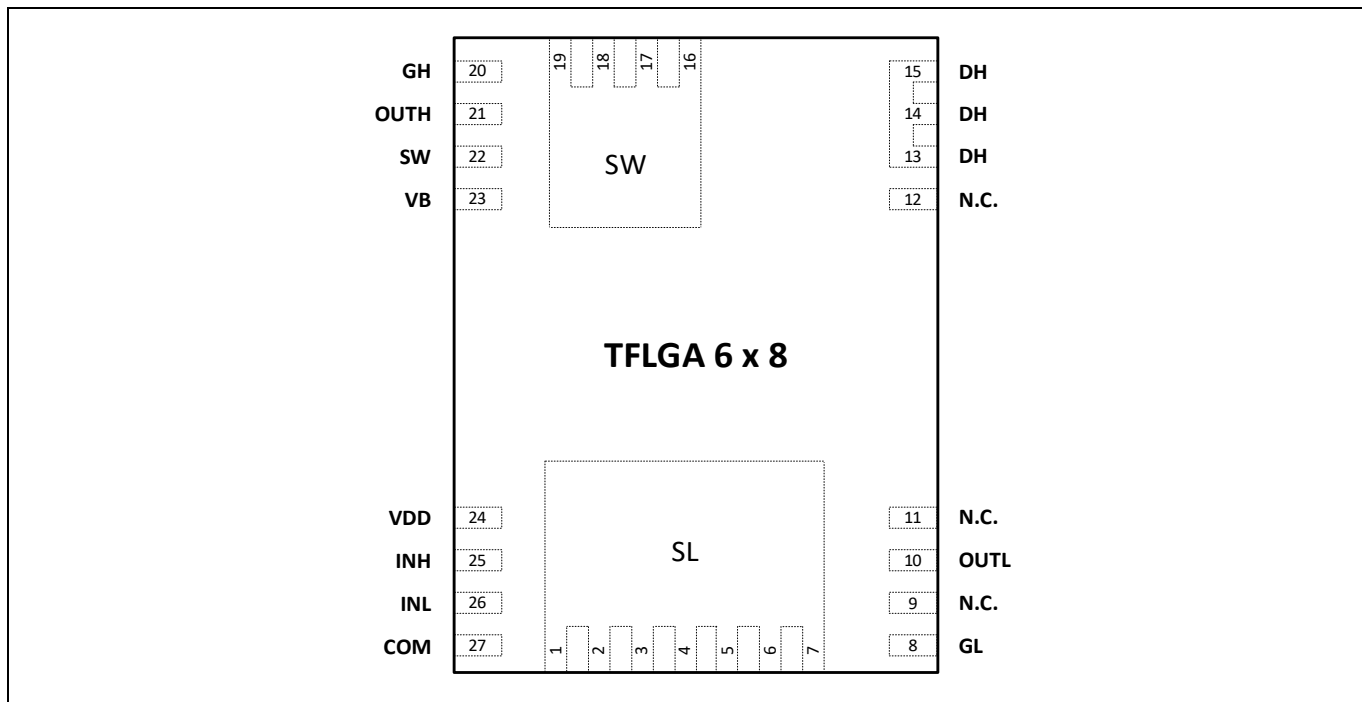 19 18 17 16
GH 20 15 DH
OUTH 21 14 DH
SW 22 SW 13 DH
VB 23 12 N.C.
TFLGA 6 x 8
VDD 24 11 N.C.
INH 25 SL 10 OUTL
INL 26 9 N.C.
COM 27 8 GL
1 2 3 4 5 6 7